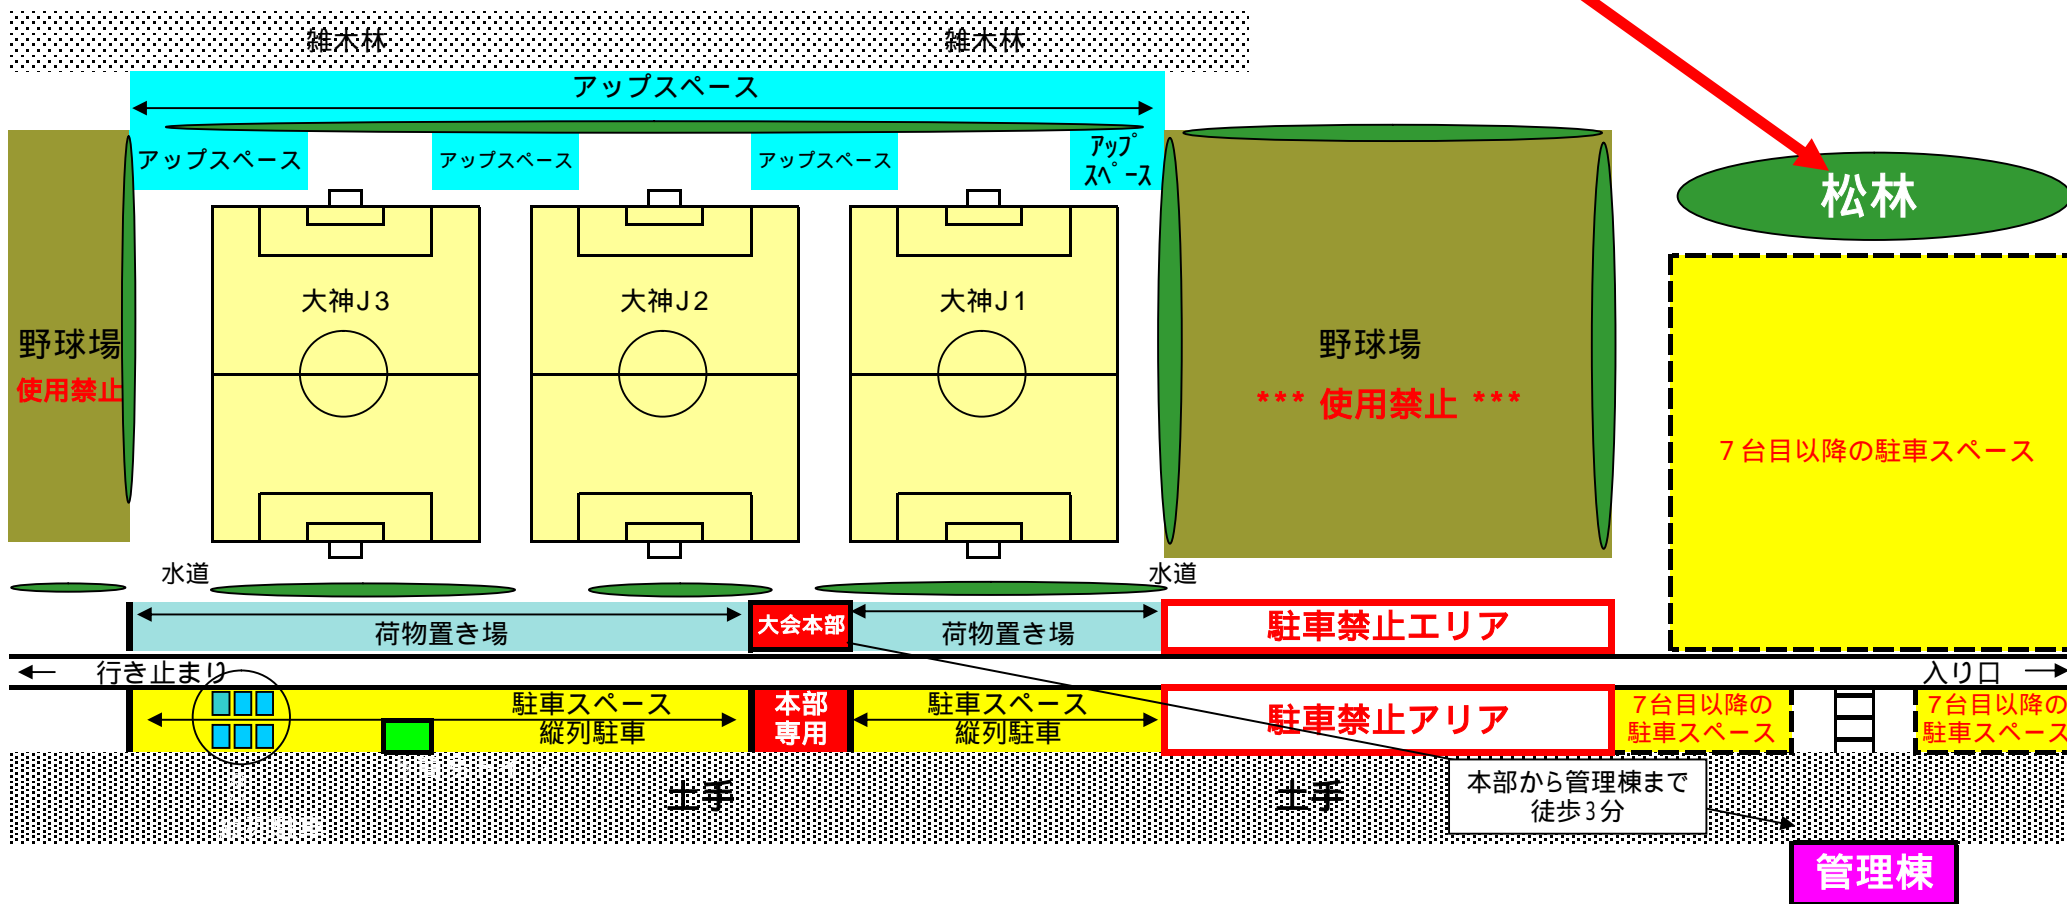 雑木林
雑木林
アップスペース
アップスペース
アップスペース
アップスペース
アップ
スペース
松林
大神J3
大神J2
大神J1
野球場
使用禁止
野球場
*** 使用禁止 ***
7台目以降の駐車スペース
水道
水道
荷物置き場
大会本部
荷物置き場
駐車禁止エリア
行き止まり
入り口
駐車スペース
縦列駐車
本部
専用
駐車スペース
縦列駐車
駐車禁止アリア
7台目以降の
駐車スペース
7台目以降の
駐車スペース
土手
土手
本部から管理棟まで
徒歩3分
管理棟